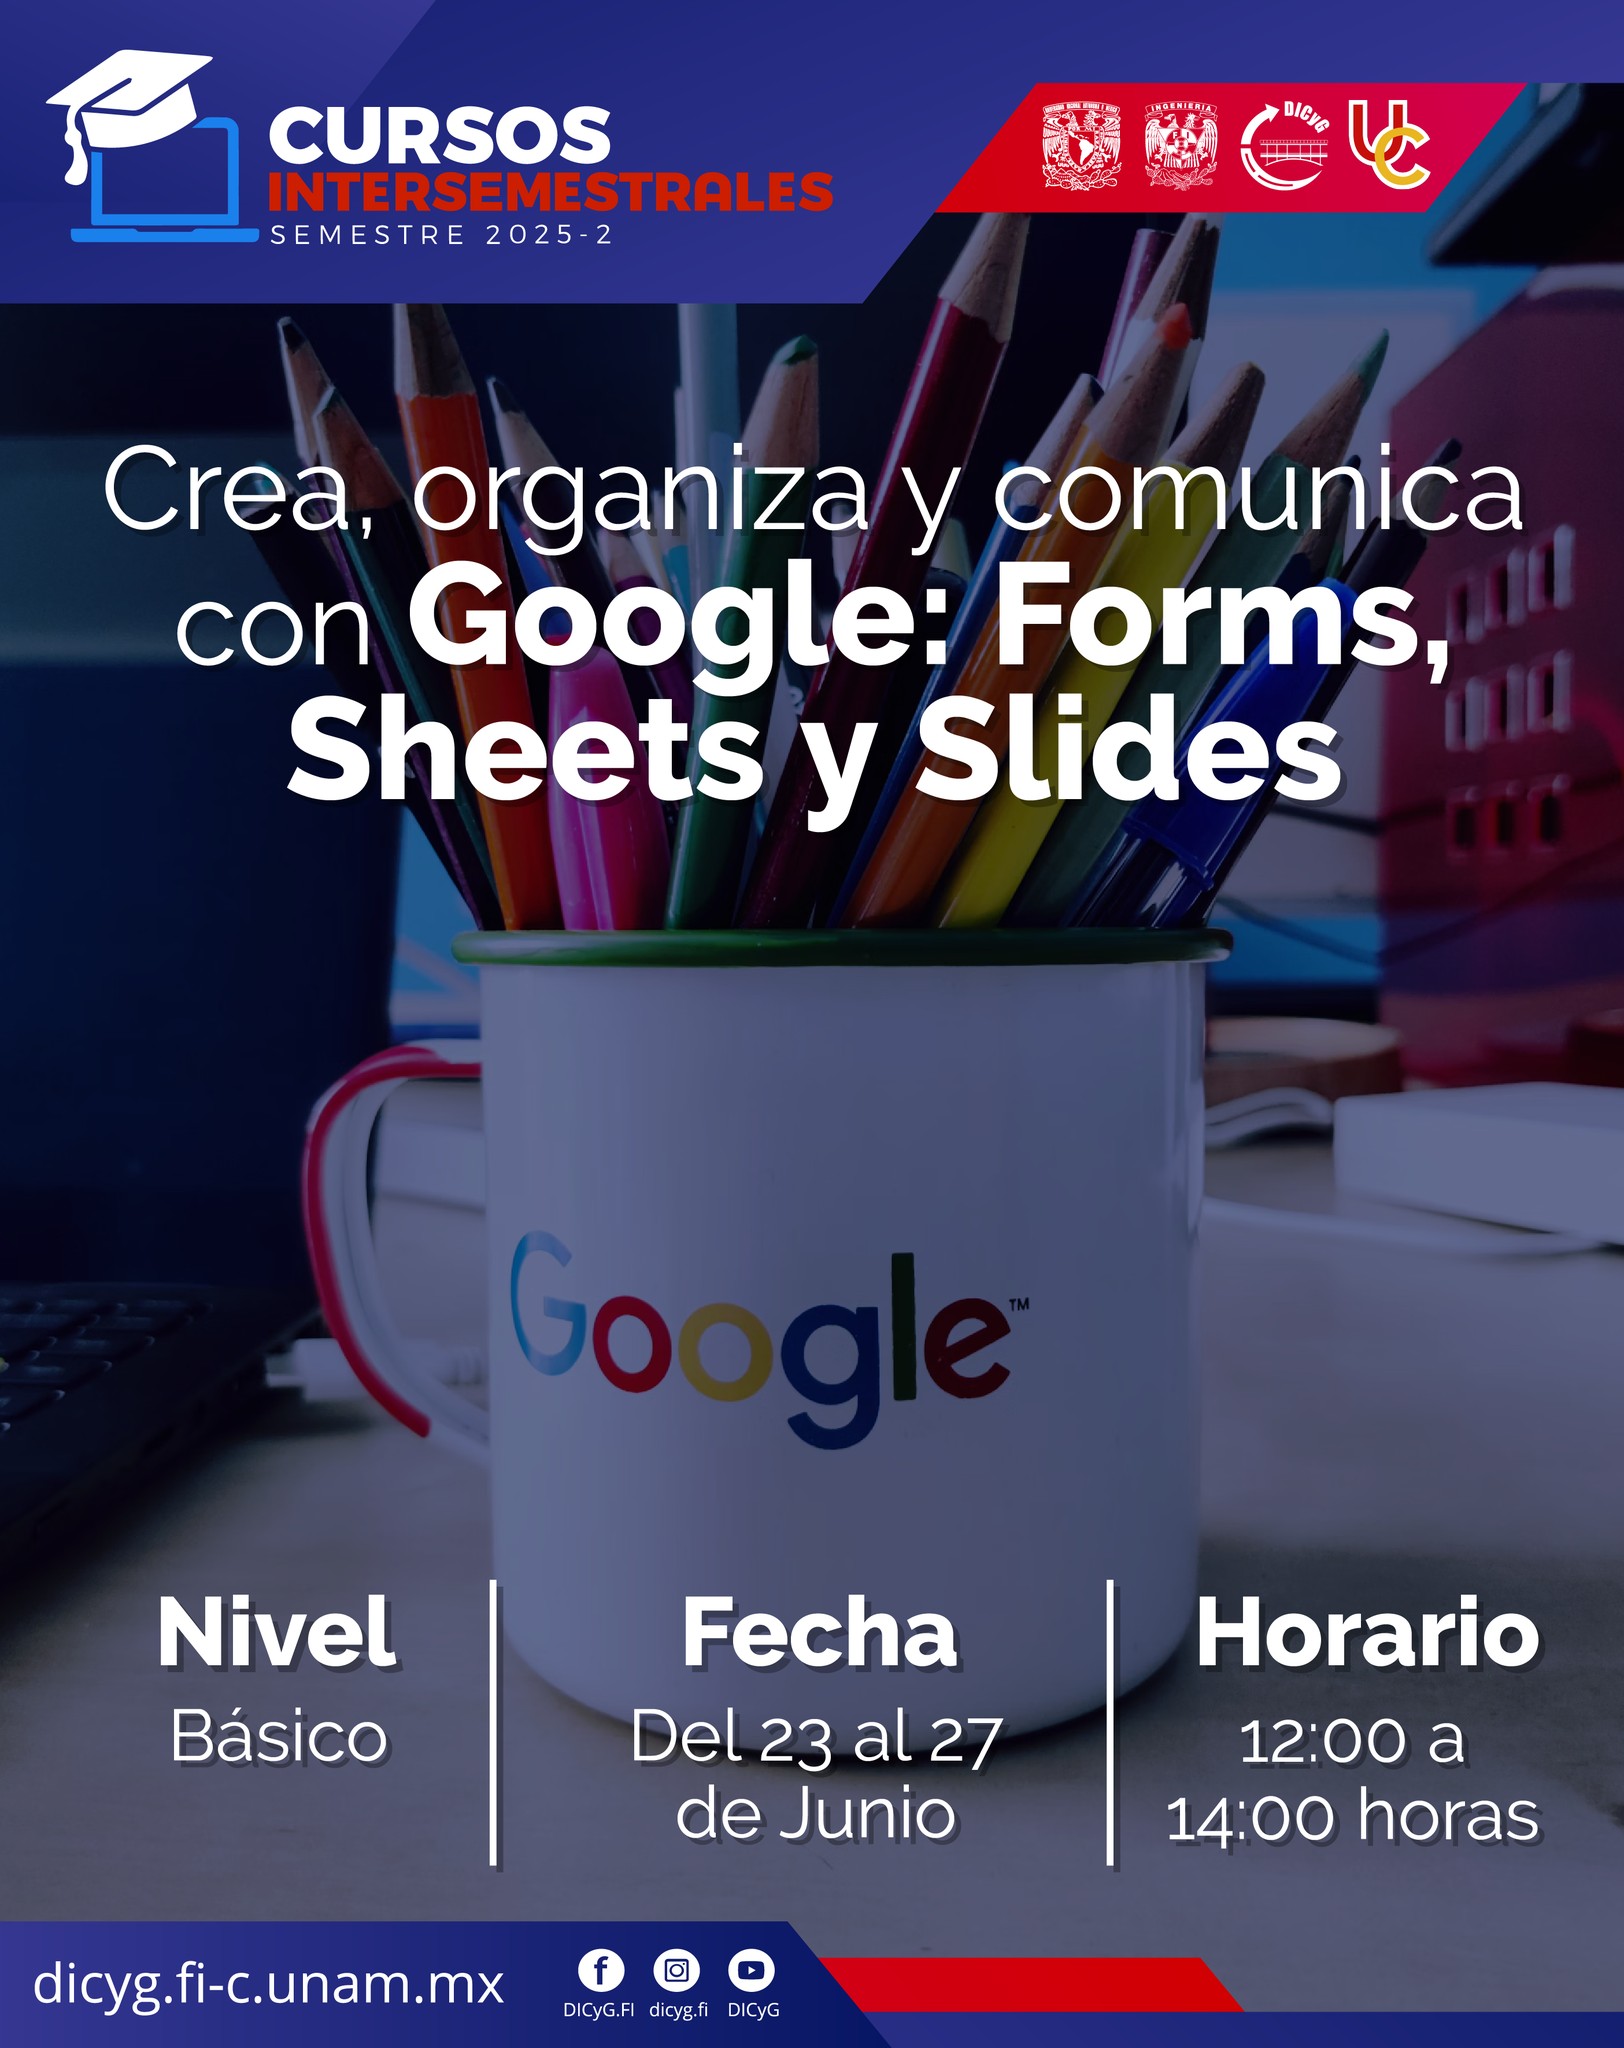 CURSOS
INTERSEMESTRALES
SEMESTRE 2025-2
INGENIERIA
DICyG
UC
Crea, organiza y comunica
con Google: Forms,
Sheets y Slides
Google™
Nivel
Básico
Fecha
Del 23 al 27
de Junio
Horario
12:00 a
14:00 horas
dicyg.fi-c.unam.mx
DICyG.FI dicyg.fi DICyG